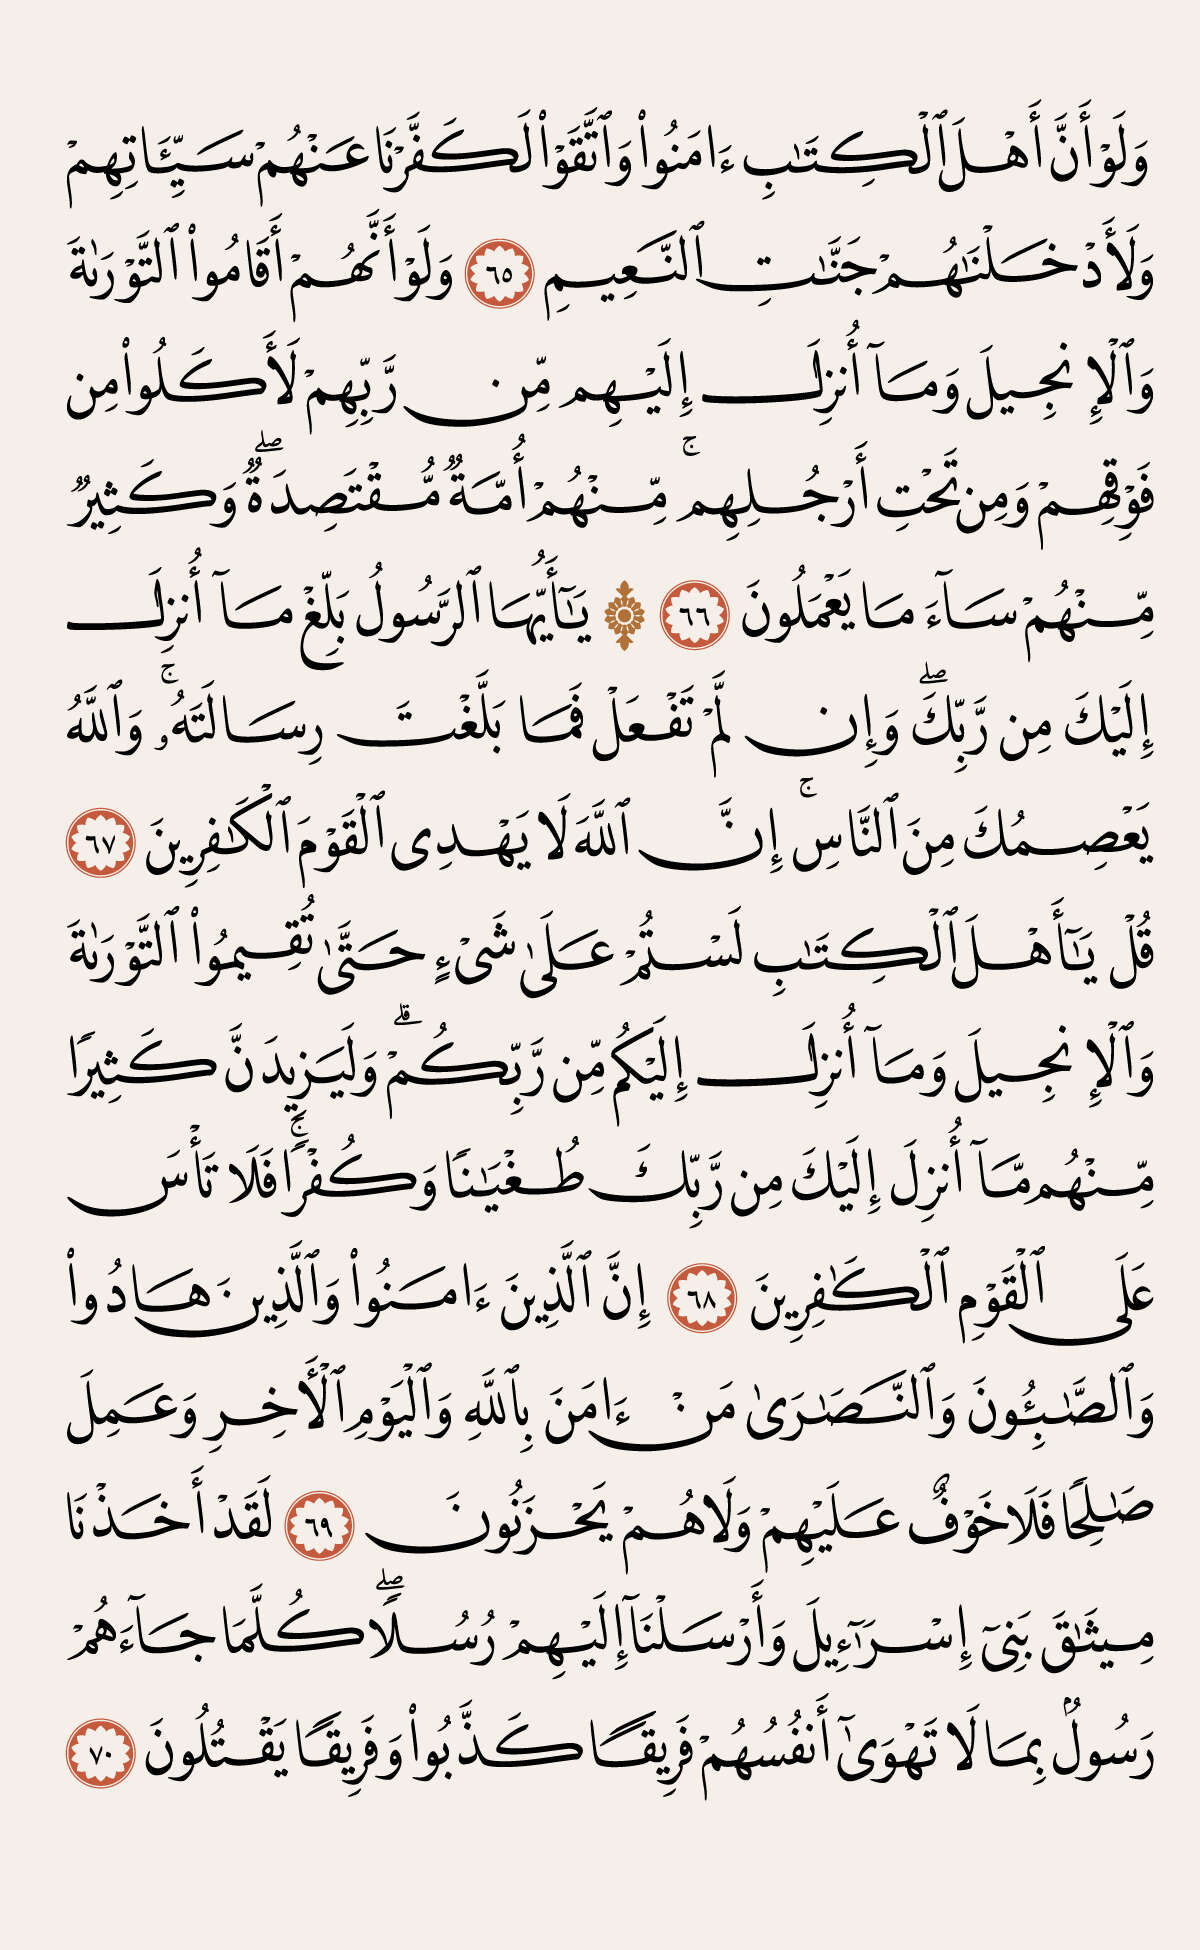 وَلَوْ أَنَّ أَهْلَ ٱلْكِتَٰبِ ءَامَنُوا۟ وَٱتَّقَوْا۟ لَكَفَّرْنَا عَنْهُمْ سَيِّـَٔاتِهِمْ
وَلَأَدْخَلْنَٰهُمْ جَنَّٰتِ ٱلنَّعِيمِ ٦٥ وَلَوْ أَنَّهُمْ أَقَامُوا۟ ٱلتَّوْرَىٰةَ
وَٱلْإِنجِيلَ وَمَآ أُنزِلَ إِلَيْهِم مِّن رَّبِّهِمْ لَأَكَلُوا۟ مِن
فَوْقِهِمْ وَمِن تَحْتِ أَرْجُلِهِم ۚ مِّنْهُمْ أُمَّةٌ مُّقْتَصِدَةٌ ۖ وَكَثِيرٌ
مِّنْهُمْ سَآءَ مَا يَعْمَلُونَ ٦٦ ۞ يَٰٓأَيُّهَا ٱلرَّسُولُ بَلِّغْ مَآ أُنزِلَ
إِلَيْكَ مِن رَّبِّكَ ۖ وَإِن لَّمْ تَفْعَلْ فَمَا بَلَّغْتَ رِسَالَتَهُۥ ۚ وَٱللَّهُ
يَعْصِمُكَ مِنَ ٱلنَّاسِ ۚ إِنَّ ٱللَّهَ لَا يَهْدِى ٱلْقَوْمَ ٱلْكَٰفِرِينَ ٦٧
قُلْ يَٰٓأَهْلَ ٱلْكِتَٰبِ لَسْتُمْ عَلَىٰ شَىْءٍ حَتَّىٰ تُقِيمُوا۟ ٱلتَّوْرَىٰةَ
وَٱلْإِنجِيلَ وَمَآ أُنزِلَ إِلَيْكُم مِّن رَّبِّكُمْ ۗ وَلَيَزِيدَنَّ كَثِيرًا
مِّنْهُم مَّآ أُنزِلَ إِلَيْكَ مِن رَّبِّكَ طُغْيَٰنًا وَكُفْرًا ۖ فَلَا تَأْسَ
عَلَى ٱلْقَوْمِ ٱلْكَٰفِرِينَ ٦٨ إِنَّ ٱلَّذِينَ ءَامَنُوا۟ وَٱلَّذِينَ هَادُوا۟
وَٱلصَّٰبِـُٔونَ وَٱلنَّصَٰرَىٰ مَنْ ءَامَنَ بِٱللَّهِ وَٱلْيَوْمِ ٱلْأَخِرِ وَعَمِلَ
صَٰلِحًا فَلَا خَوْفٌ عَلَيْهِمْ وَلَا هُمْ يَحْزَنُونَ ٦٩ لَقَدْ أَخَذْنَا
مِيثَٰقَ بَنِىٓ إِسْرَٰٓءِيلَ وَأَرْسَلْنَآ إِلَيْهِمْ رُسُلًا ۖ كُلَّمَا جَآءَهُمْ
رَسُولٌۢ بِمَا لَا تَهْوَىٰٓ أَنفُسُهُمْ فَرِيقًا كَذَّبُوا۟ وَفَرِيقًا يَقْتُلُونَ ٧٠